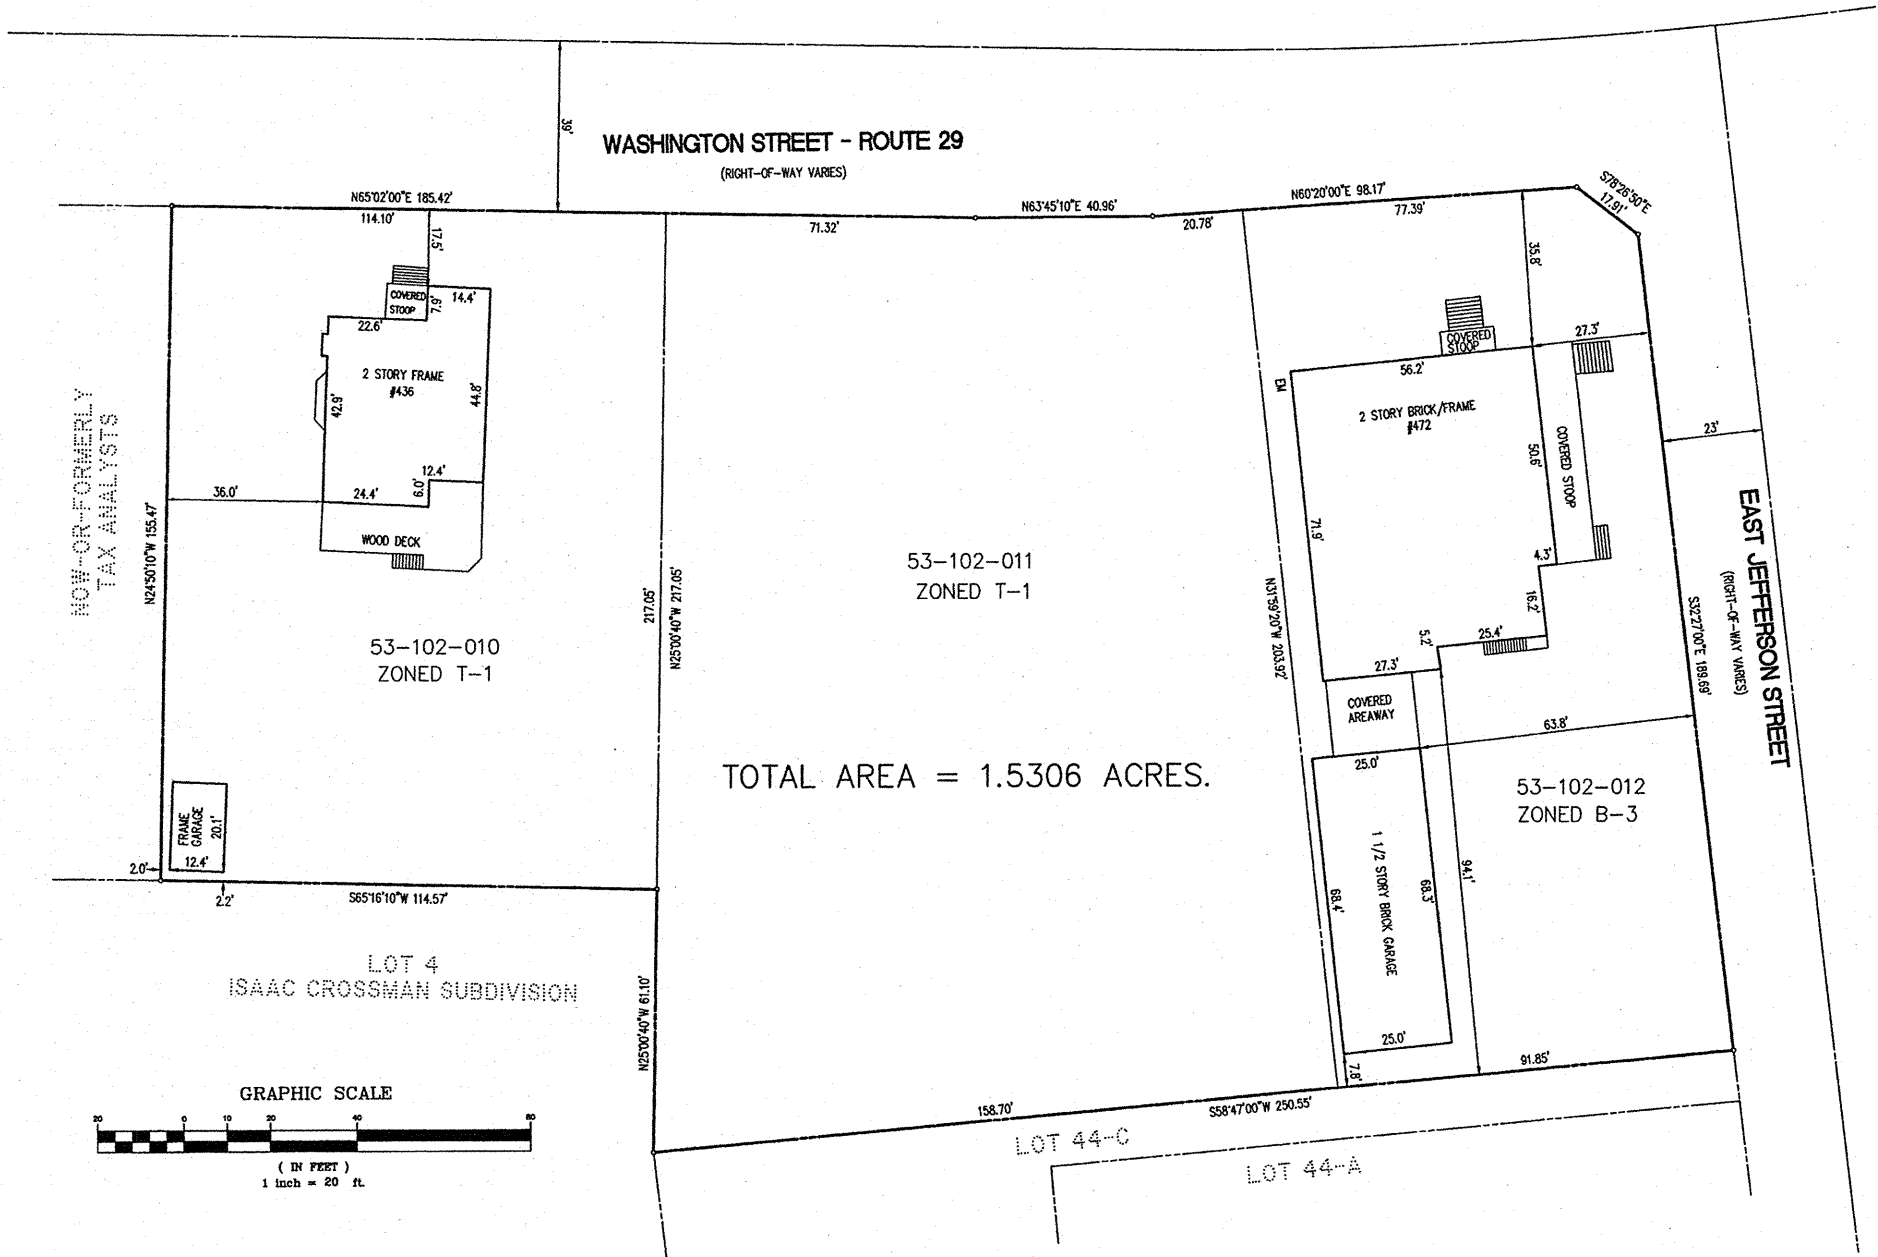 39'
WASHINGTON STREET - ROUTE 29
(RIGHT-OF-WAY VARIES)
N65°02'00"E 185.42'
114.10'
17.5'
71.32'
N63°45'10"E 40.96'
20.78'
N60°20'00"E 98.17'
77.39'
S78°26'50"E
17.91'
35.8'
27.3'
23'
COVERED
STOOP
7.9'
14.4'
22.6'
2 STORY FRAME
#436
42.9'
44.8'
12.4'
6.0'
24.4'
36.0'
WOOD DECK
NOW-OR-FORMERLY
TAX ANALYSTS
N24°50'10"W 155.47'
53-102-010
ZONED T-1
217.05'
N25°00'40"W 217.05'
53-102-011
ZONED T-1
TOTAL AREA = 1.5306 ACRES.
N31°59'20"W 203.92'
EM
COVERED
STOOP
56.2'
2 STORY BRICK/FRAME
#472
71.9'
50.6'
COVERED STOOP
4.3'
16.2'
25.4'
5.2'
27.3'
COVERED
AREAWAY
25.0'
63.8'
S32°27'00"E 189.69'
EAST JEFFERSON STREET
(RIGHT-OF-WAY VARIES)
53-102-012
ZONED B-3
1 1/2 STORY BRICK GARAGE
68.4'
68.3'
94.1'
25.0'
7.8'
91.85'
FRAME
GARAGE
20.1'
12.4'
2.0'
2.2'
S65°16'10"W 114.57'
LOT 4
ISAAC CROSSMAN SUBDIVISION
N25°00'40"W 61.10'
158.70'
S58°47'00"W 250.55'
LOT 44-C
LOT 44-A
GRAPHIC SCALE
20 0 10 20 40 80
( IN FEET )
1 inch = 20 ft.